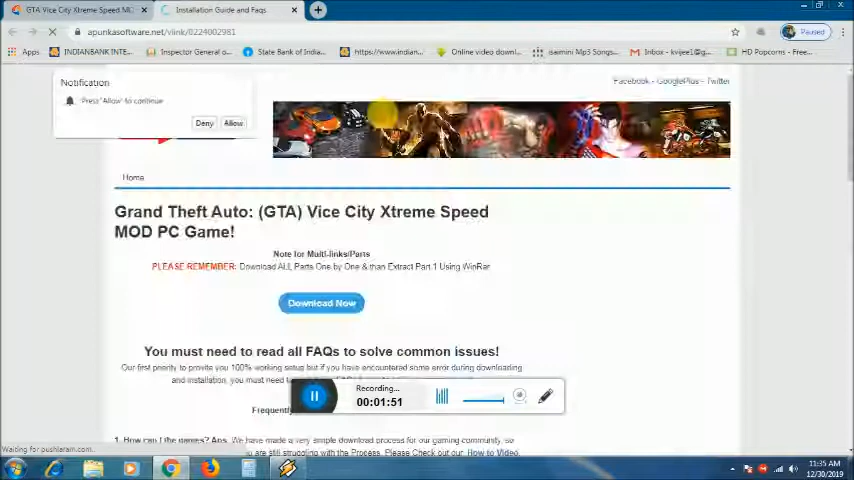 GTA Vice City Xtreme Speed MO
Installation Guide and Faqs
apunkasoftware.net/vlink/0224002981
Paused
Apps
INDIANBANK INTE...
Inspector General o...
State Bank of India...
https://www.indian...
Online video downl...
isaimini Mp3 Songs...
Inbox - kvijee1@g...
HD Popcorns - Free...
Notification
Press "Allow" to continue
Deny
Allow
Facebook - GooglePlus - Twitter
Home
Grand Theft Auto: (GTA) Vice City Xtreme Speed
MOD PC Game!
Note for Multi-links/Parts
PLEASE REMEMBER: Download ALL Parts One by One & than Extract Part 1 Using WinRar
Download Now
You must need to read all FAQs to solve common issues!
Our first priority to provide you 100% working setup but if you have encountered some error during downloading
and installation, you must need to
Recording...
00:01:51
Frequent
1. How can I the games? Ans. We have made a very simple download process for our gaming community, so
Waiting for pushlaram.com...
are still struggling with the Process, Please Check out our How to Video.
11:35 AM
12/30/2019